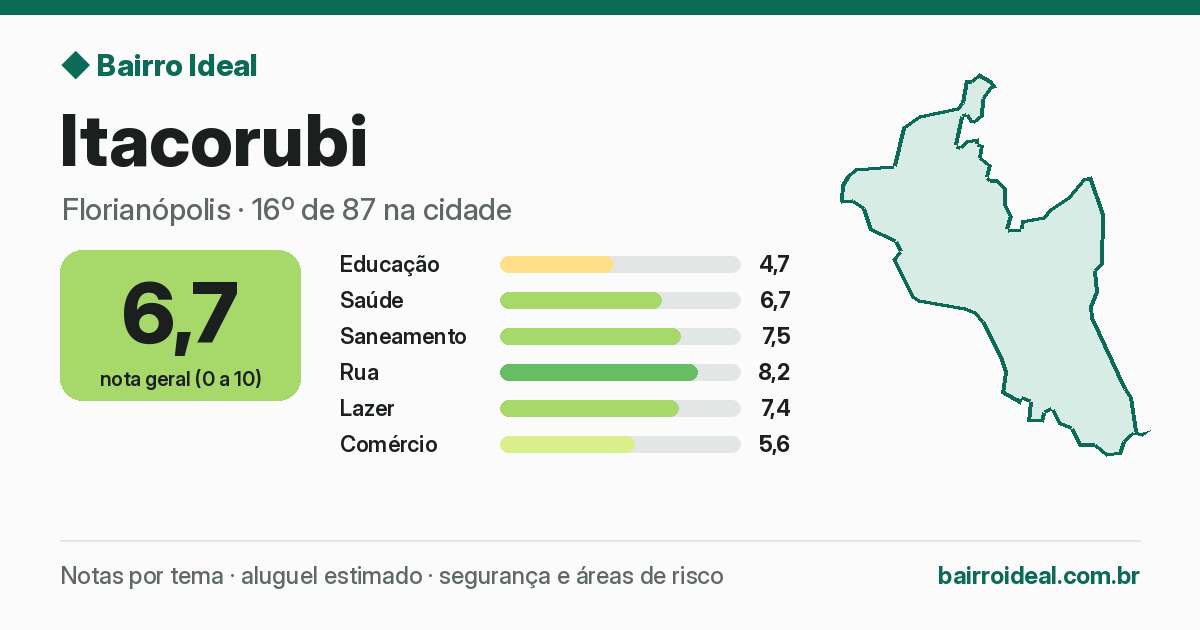 Bairro Ideal
Itacorubi
Florianópolis · 16º de 87 na cidade
6,7
nota geral (0 a 10)
Educação 4,7
Saúde 6,7
Saneamento 7,5
Rua 8,2
Lazer 7,4
Comércio 5,6
Notas por tema · aluguel estimado · segurança e áreas de risco
bairroideal.com.br